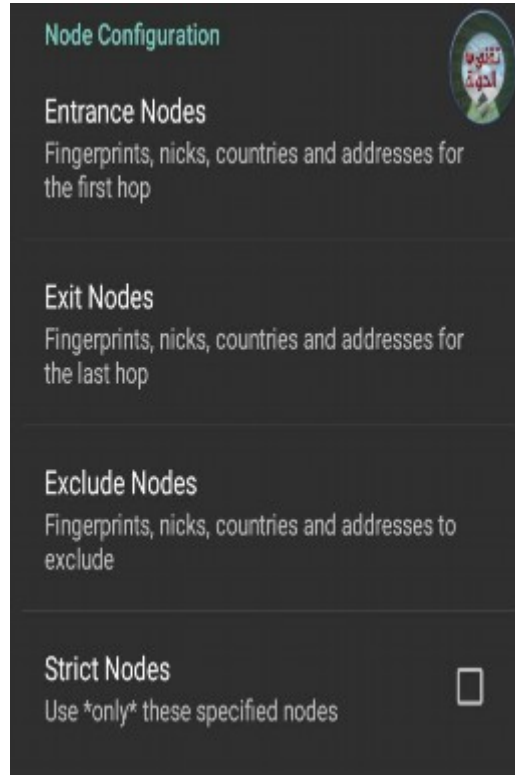 Node Configuration
Entrance Nodes
Fingerprints, nicks, countries and addresses for
the first hop
Exit Nodes
Fingerprints, nicks, countries and addresses for
the last hop
Exclude Nodes
Fingerprints, nicks, countries and addresses to
exclude
Strict Nodes
Use *only* these specified nodes